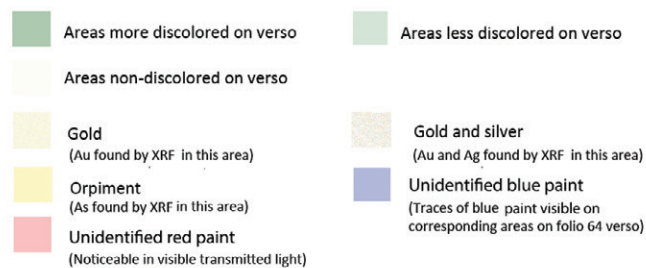 Areas more discolored on verso
Areas less discolored on verso
Areas non-discolored on verso
Gold
(Au found by XRF in this area)
Gold and silver
(Au and Ag found by XRF in this area)
Orpiment
(As found by XRF in this area)
Unidentified blue paint
(Traces of blue paint visible on
corresponding areas on folio 64 verso)
Unidentified red paint
(Noticeable in visible transmitted light)